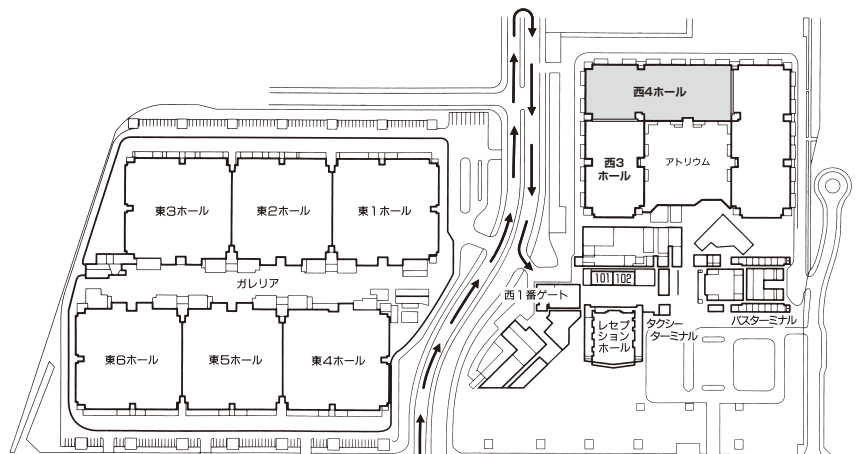 西4ホール
西3
ホール
アトリウム
東3ホール
東2ホール
東1ホール
ガレリア
東6ホール
東5ホール
東4ホール
西1番ゲート
101
102
レセプ
ション
ホール
タクシー
ターミナル
バスターミナル